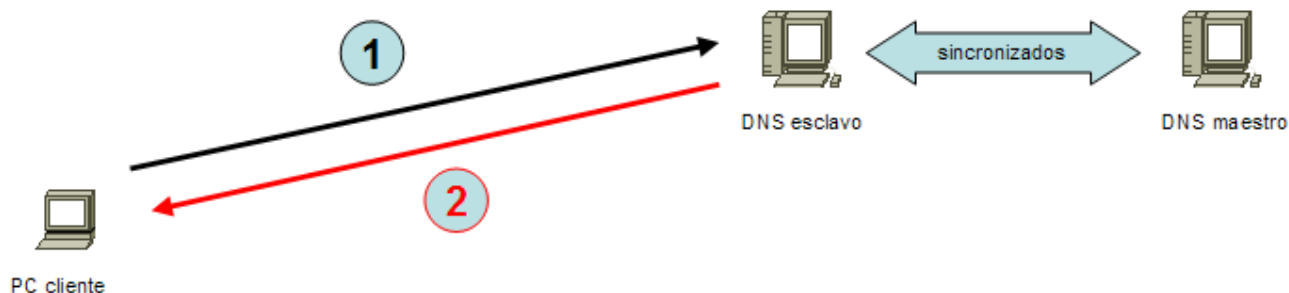 1
sincronizados
DNS esclavo
DNS maestro
2
PC cliente